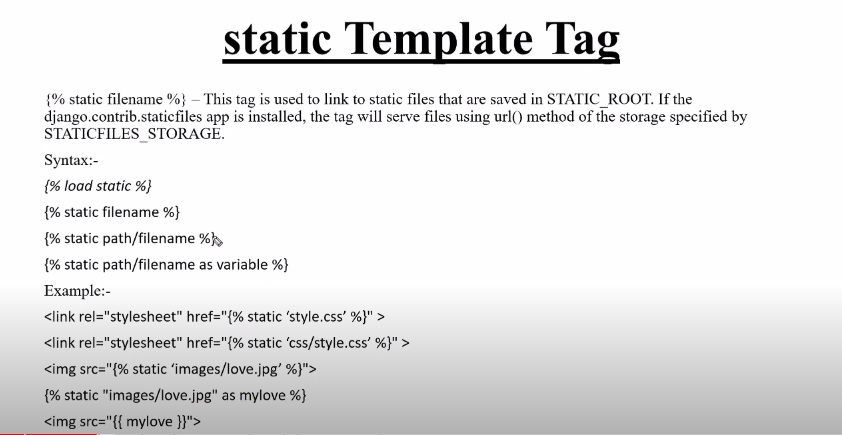 static Template Tag
{% static filename %} – This tag is used to link to static files that are saved in STATIC_ROOT. If the
django.contrib.staticfiles app is installed, the tag will serve files using url() method of the storage specified by
STATICFILES_STORAGE.
Syntax:-
{% load static %}
{% static filename %}
{% static path/filename %}
{% static path/filename as variable %}
Example:-
<link rel="stylesheet" href="{% static ‘style.css’ %}" >
<link rel="stylesheet" href="{% static ‘css/style.css’ %}" >
<img src="{% static ‘images/love.jpg’ %}">
{% static "images/love.jpg" as mylove %}
<img src="{{ mylove }}">